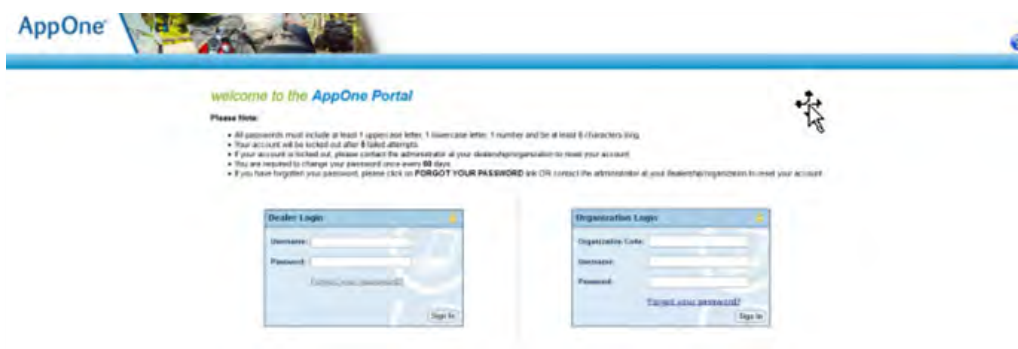 AppOne
welcome to the AppOne Portal
Please Note:
• All passwords must include at least 1 uppercase letter, 1 lowercase letter, 1 number and be at least 8 characters long.
• Your account will be locked out after 8 failed attempts.
• If your account is locked out, please contact the administrator at your dealership/organization to reset your account.
• You are required to change your password once every 60 days.
• If you have forgotten your password, please click on FORGOT YOUR PASSWORD link OR contact the administrator at your dealership/organization to reset your account.
Dealer Login
Username:
Password:
Forgot your password?
Sign In
Organization Login
Organization Code:
Username:
Password:
Forgot your password?
Sign In